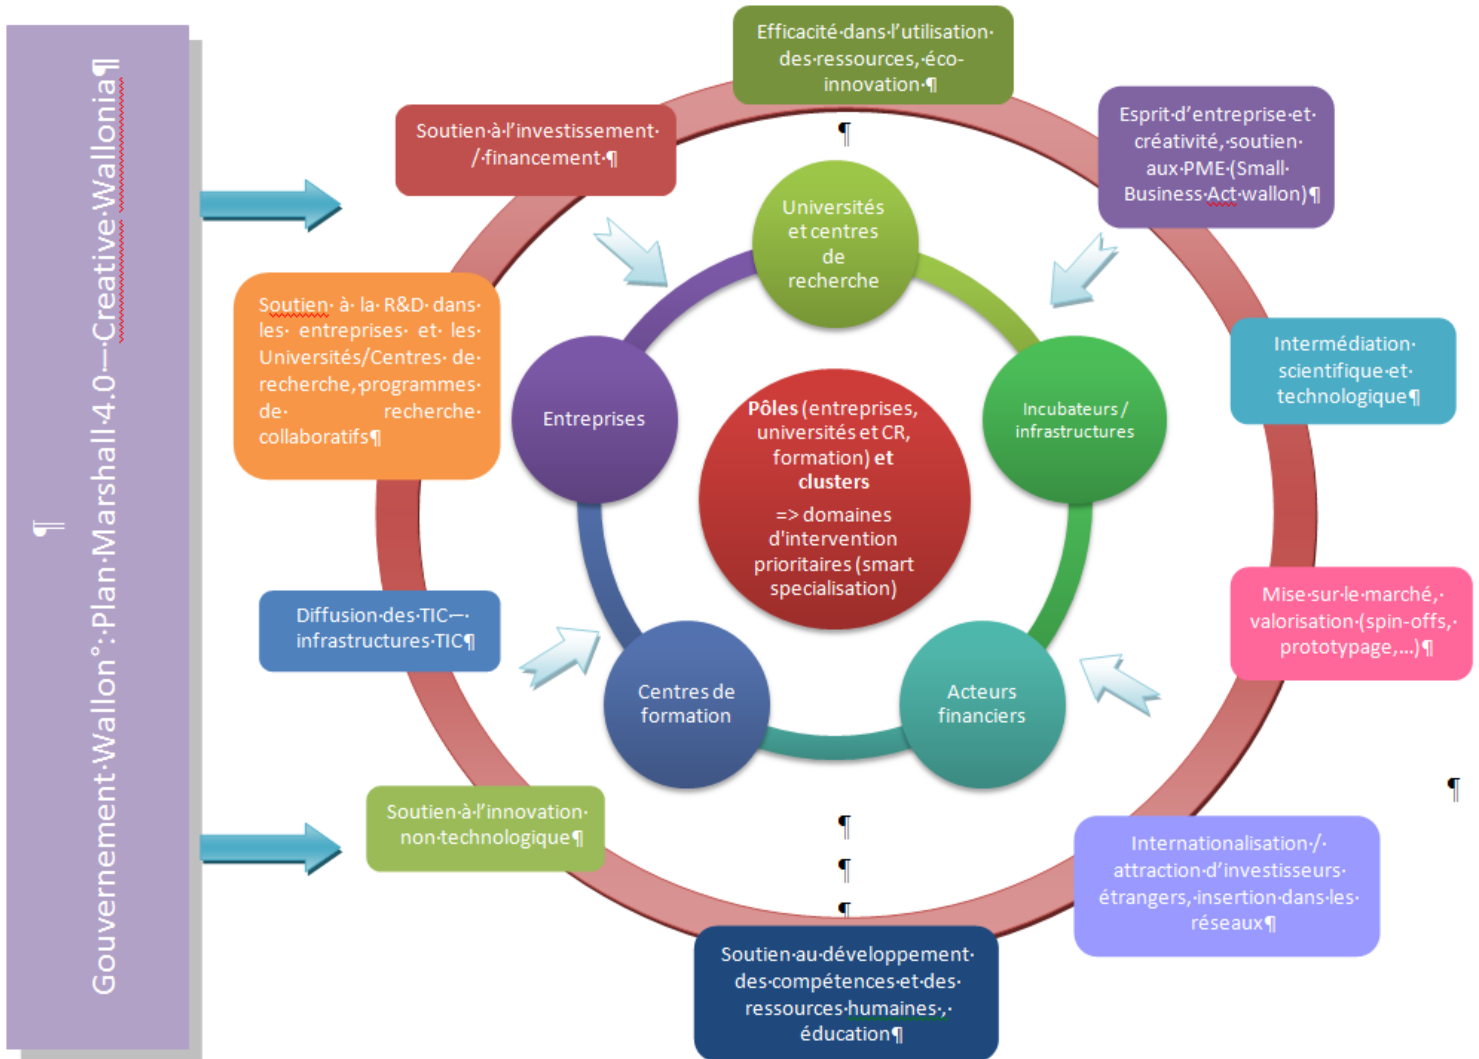 Gouvernement·Wallon°:·Plan·Marshall·4.0·–·Creative·Wallonia¶
¶
Efficacité·dans·l'utilisation·
des·ressources,·éco-
innovation·¶
Soutien·à·l'investissement·
/·financement·¶
¶
Esprit·d'entreprise·et·
créativité,·soutien·
aux·PME·(Small·
Business·Act·wallon)¶
Universités
et centres
de
recherche
Soutien· à· la· R&D· dans·
les· entreprises· et· les·
Universités/Centres· de·
recherche,·programmes·
de· recherche·
collaboratifs¶
Intermédiation·
scientifique·et·
technologique¶
Entreprises
Pôles (entreprises,
universités et CR,
formation) et
clusters
=> domaines
d'intervention
prioritaires (smart
specialisation)
Incubateurs /
infrastructures
Diffusion·des·TIC·–·
infrastructures·TIC¶
Mise·sur·le·marché,·
valorisation·(spin-offs,·
prototypage,...)¶
Centres de
formation
Acteurs
financiers
¶
Soutien·à·l'innovation·
non·technologique¶
¶
¶
¶
Internationalisation·/·
attraction·d'investisseurs·
étrangers,·insertion·dans·les·
réseaux¶
Soutien·au·développement·
des·compétences·et·des·
ressources·humaines·,·
éducation¶